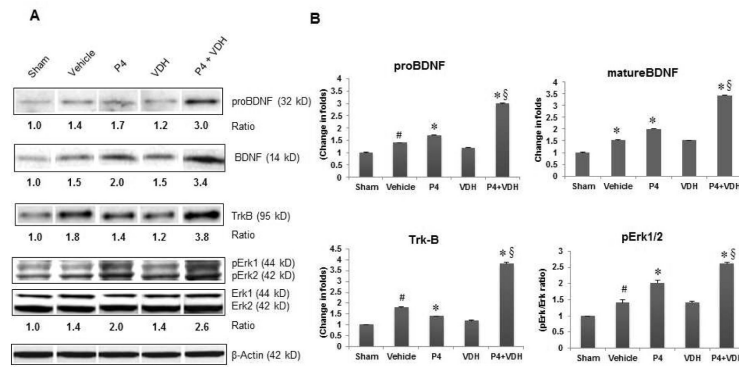 A
Sham Vehicle P4 VDH P4 + VDH
proBDNF (32 kD)
1.0 1.4 1.7 1.2 3.0 Ratio
BDNF (14 kD)
1.0 1.5 2.0 1.5 3.4
TrkB (95 kD)
1.0 1.8 1.4 1.2 3.8 Ratio
pErk1 (44 kD)
pErk2 (42 kD)
Erk1 (44 kD)
Erk2 (42 kD)
1.0 1.4 2.0 1.4 2.6 Ratio
β-Actin (42 kD)
B
proBDNF
(Change in folds)
3.5
3
2.5
2
1.5
1
0.5
0
# * *§
Sham Vehicle P4 VDH P4+VDH
matureBDNF
(Change in folds)
4
3.5
3
2.5
2
1.5
1
0.5
0
* * *§
Sham Vehicle P4 VDH P4+VDH
Trk-B
(Change in folds)
4
3.5
3
2.5
2
1.5
1
0.5
0
# * *§
Sham Vehicle P4 VDH P4+VDH
pErk1/2
(pErk/Erk ratio)
3
2.5
2
1.5
1
0.5
0
# * *§
Sham Vehicle P4 VDH P4+VDH